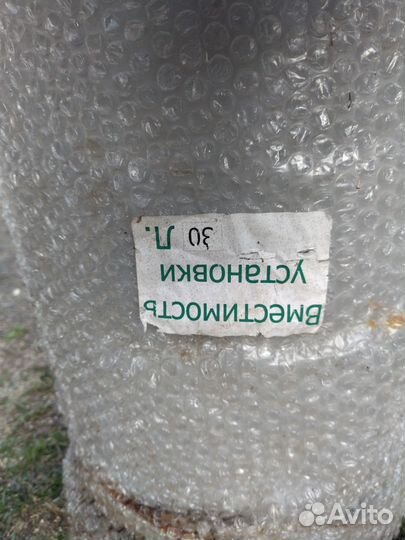 Вместимость
установки
30 л.
Avito